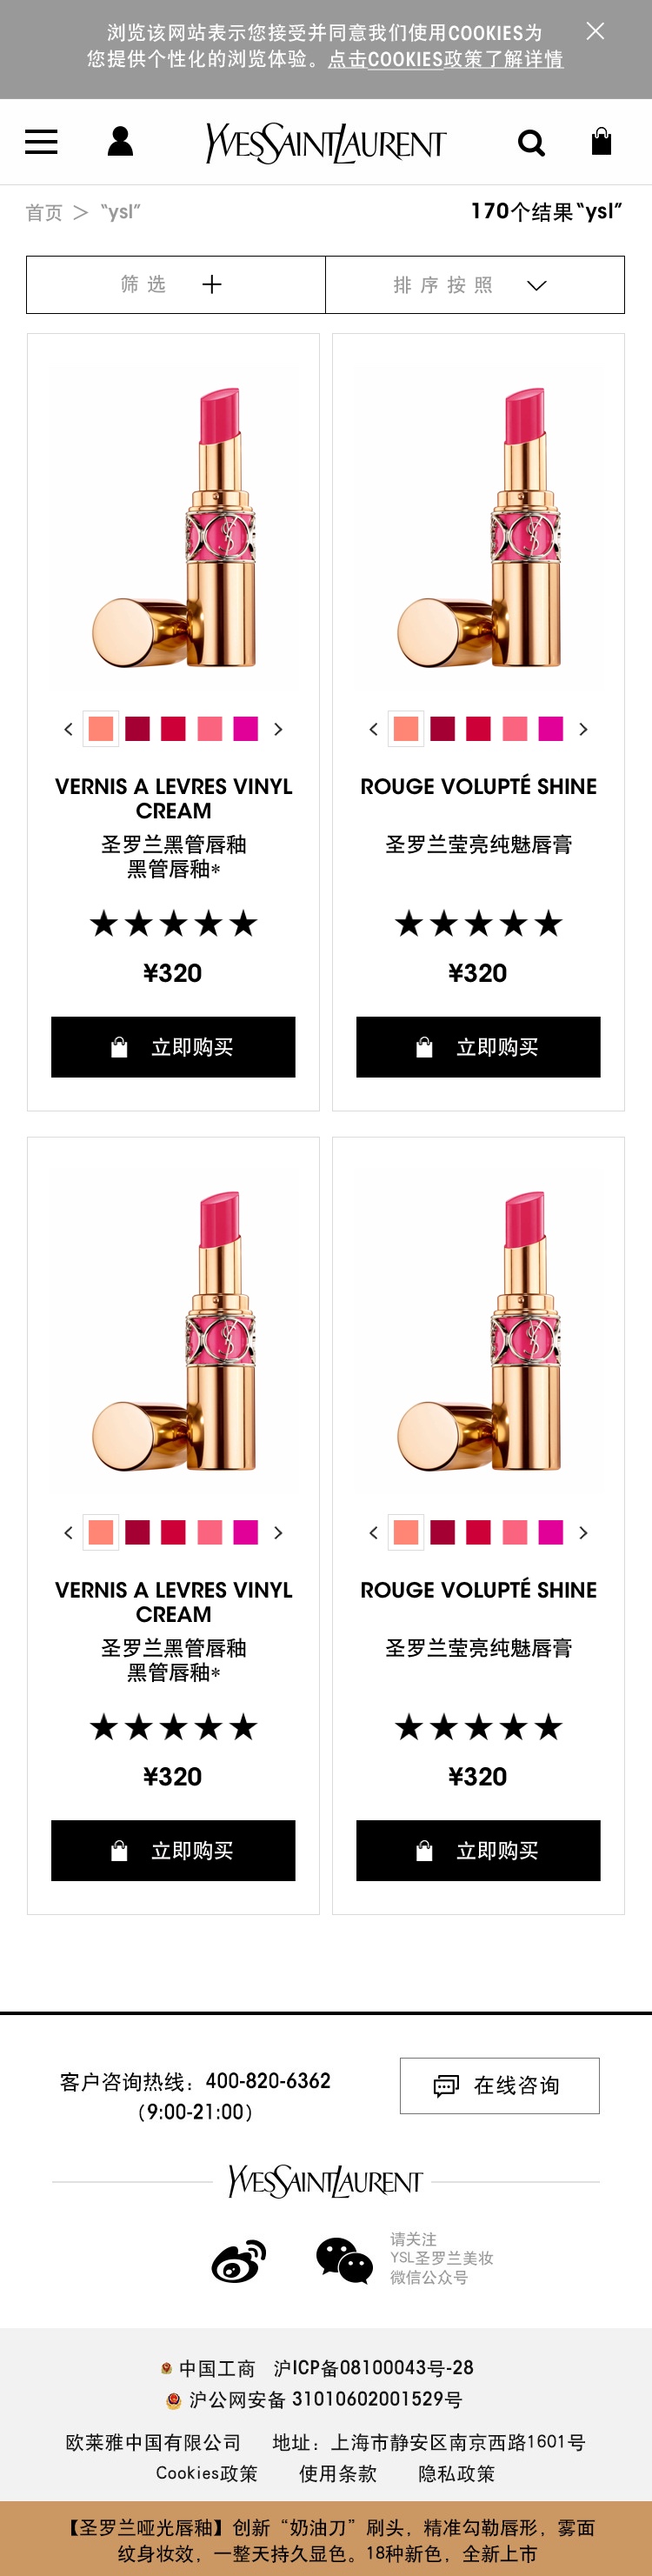 浏览该网站表示您接受并同意我们使用COOKIES为
您提供个性化的浏览体验。点击COOKIES政策了解详情
YVESSAINTLAURENT
首页 > “ysl”
170个结果“ysl”
筛选
排序按照
VERNIS A LEVRES VINYL
CREAM
圣罗兰黑管唇釉
黑管唇釉*
¥320
立即购买
ROUGE VOLUPTÉ SHINE
圣罗兰莹亮纯魅唇膏
¥320
立即购买
VERNIS A LEVRES VINYL
CREAM
圣罗兰黑管唇釉
黑管唇釉*
¥320
立即购买
ROUGE VOLUPTÉ SHINE
圣罗兰莹亮纯魅唇膏
¥320
立即购买
客户咨询热线：400-820-6362
（9:00-21:00）
在线咨询
YVESSAINTLAURENT
请关注
YSL圣罗兰美妆
微信公众号
中国工商 沪ICP备08100043号-28
沪公网安备 31010602001529号
欧莱雅中国有限公司 地址：上海市静安区南京西路1601号
Cookies政策 使用条款 隐私政策
【圣罗兰哑光唇釉】创新“奶油刀”刷头，精准勾勒唇形，雾面
纹身妆效，一整天持久显色。18种新色，全新上市